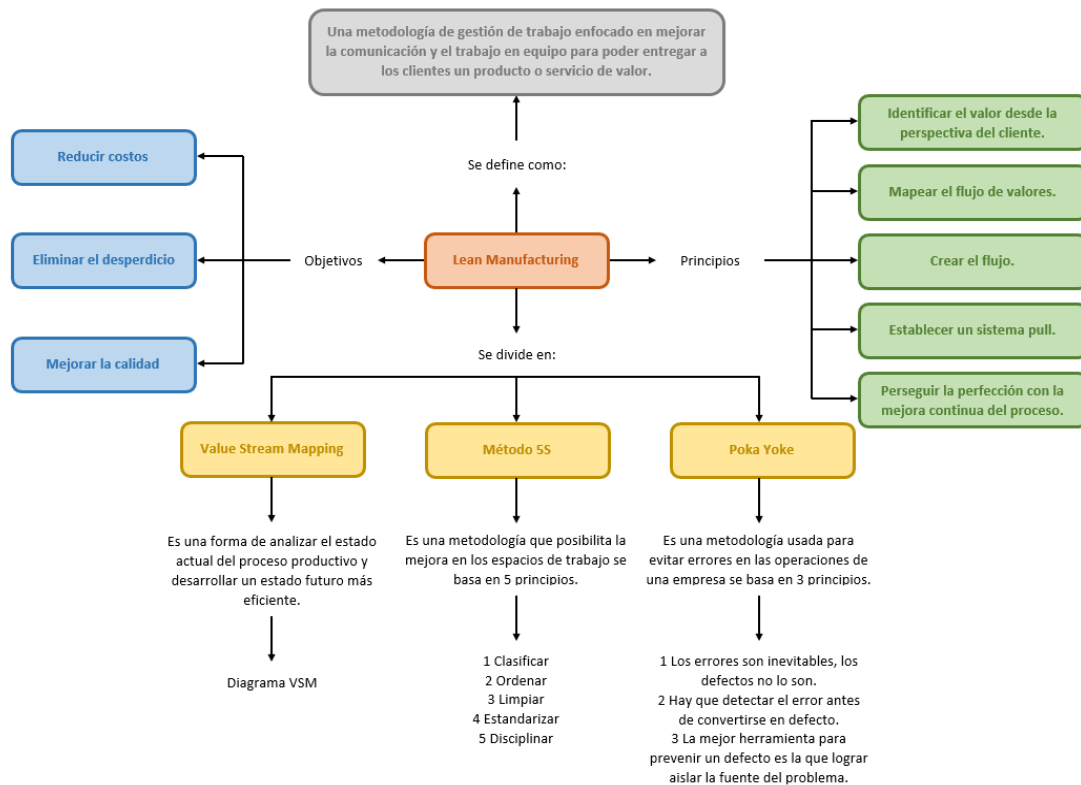 Una metodología de gestión de trabajo enfocado en mejorar
la comunicación y el trabajo en equipo para poder entregar a
los clientes un producto o servicio de valor.
Se define como:
Lean Manufacturing
Objetivos
Reducir costos
Eliminar el desperdicio
Mejorar la calidad
Principios
Identificar el valor desde la
perspectiva del cliente.
Mapear el flujo de valores.
Crear el flujo.
Establecer un sistema pull.
Perseguir la perfección con la
mejora continua del proceso.
Se divide en:
Value Stream Mapping
Es una forma de analizar el estado
actual del proceso productivo y
desarrollar un estado futuro más
eficiente.
Diagrama VSM
Método 5S
Es una metodología que posibilita la
mejora en los espacios de trabajo se
basa en 5 principios.
1 Clasificar
2 Ordenar
3 Limpiar
4 Estandarizar
5 Disciplinar
Poka Yoke
Es una metodología usada para
evitar errores en las operaciones de
una empresa se basa en 3 principios.
1 Los errores son inevitables, los
defectos no lo son.
2 Hay que detectar el error antes
de convertirse en defecto.
3 La mejor herramienta para
prevenir un defecto es la que lograr
aislar la fuente del problema.